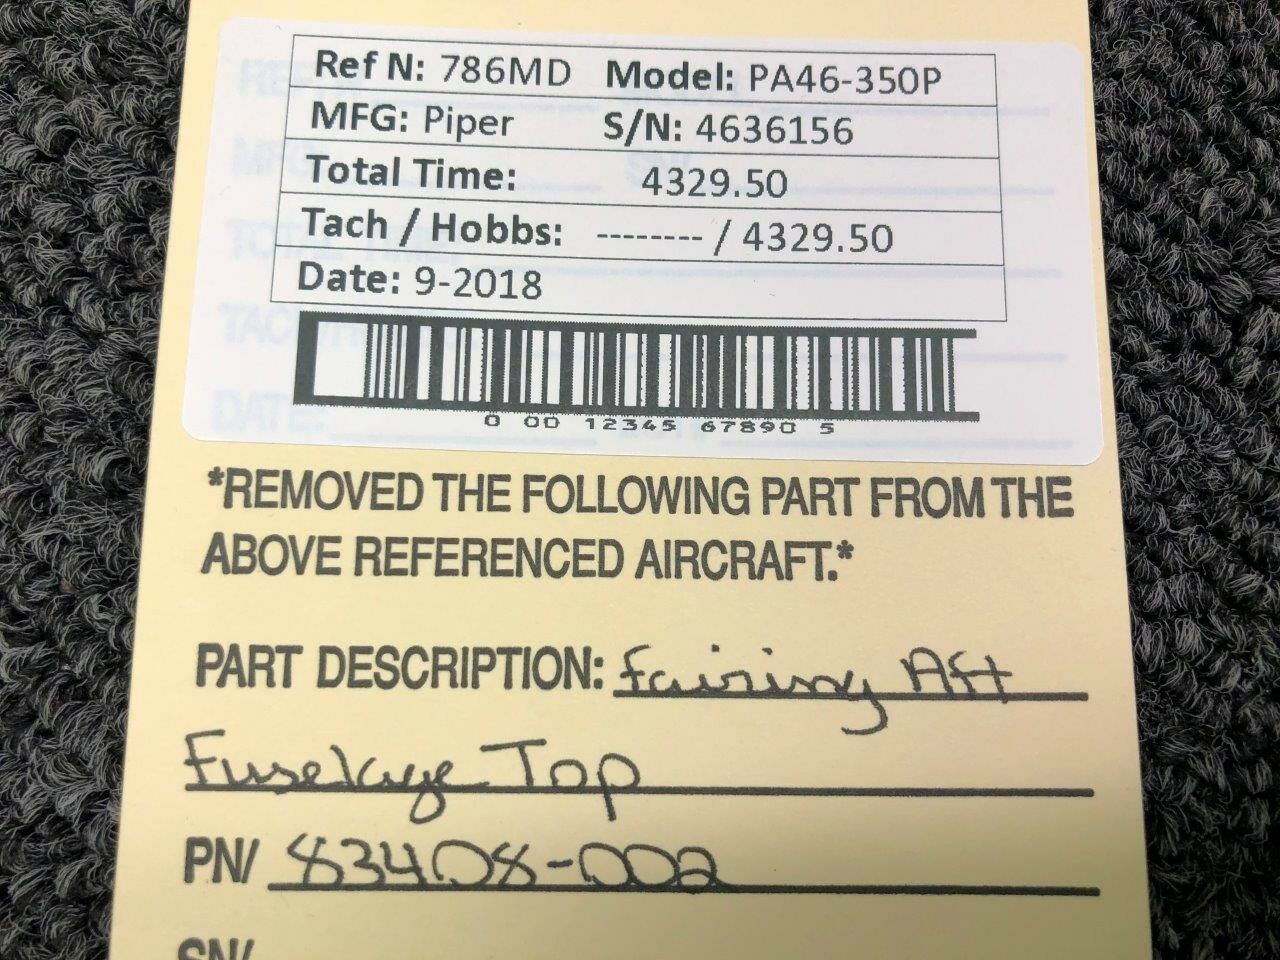 Ref N: 786MD Model: PA46-350P
MFG: Piper S/N: 4636156
Total Time: 4329.50
Tach / Hobbs: -------- / 4329.50
Date: 9-2018
0 00 12345 67890 5
*REMOVED THE FOLLOWING PART FROM THE
ABOVE REFERENCED AIRCRAFT.*
PART DESCRIPTION: Fairing Aft
Fuselage Top
PN/ 83408-002
SN/